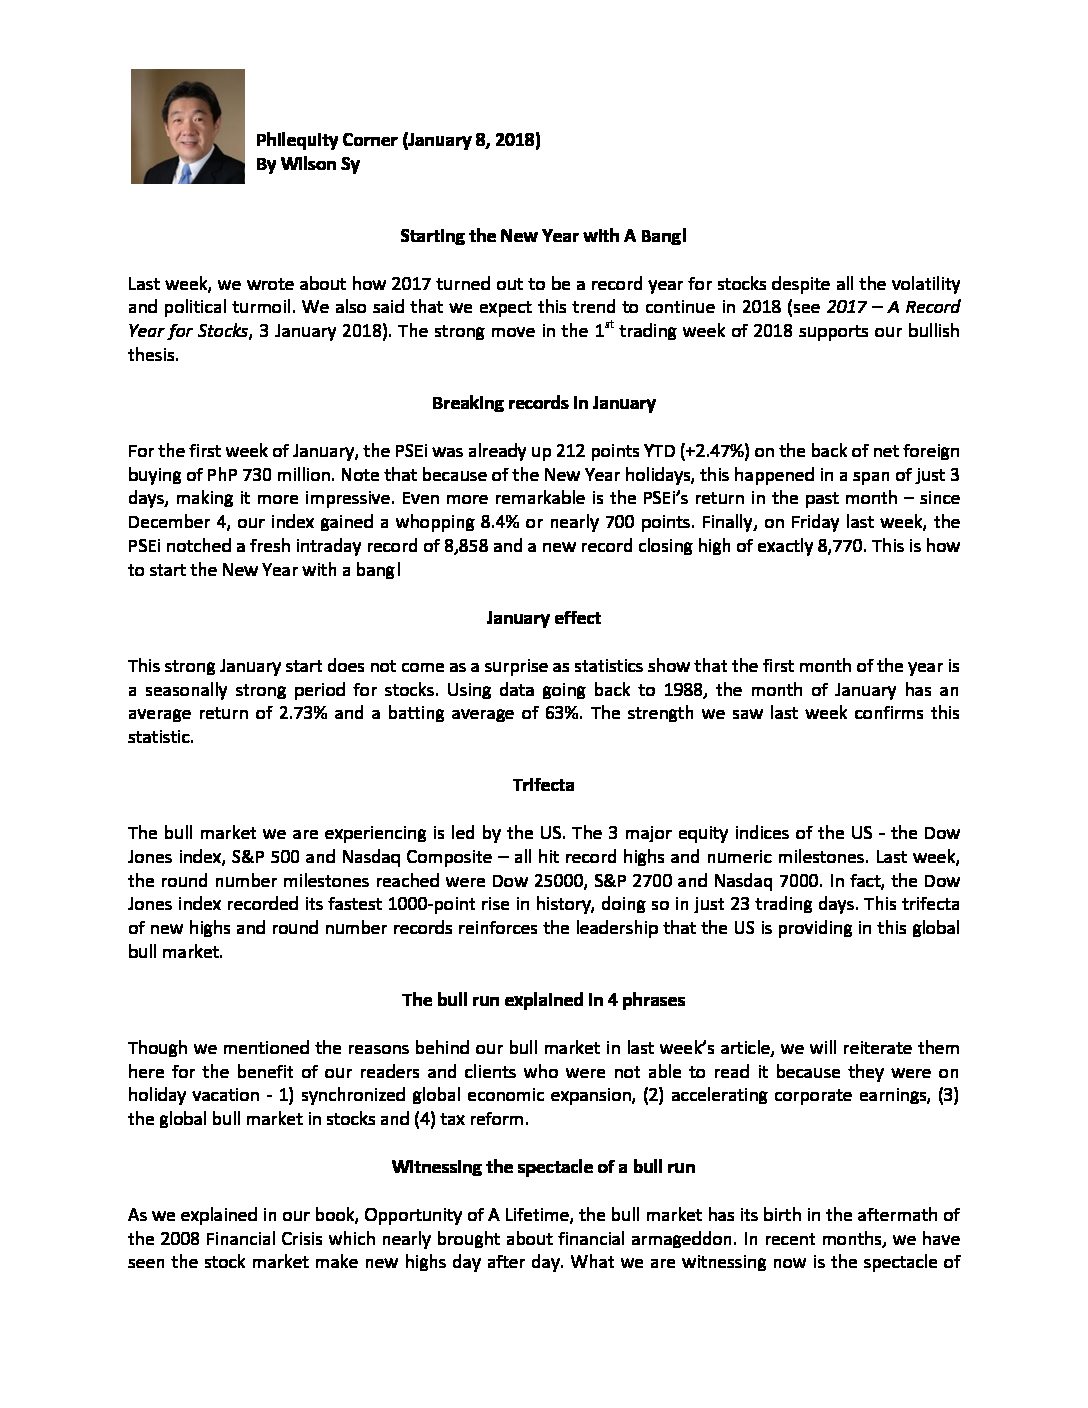 Philequity Corner (January 8, 2018)
By Wilson Sy
Starting the New Year with A Bang!
Last week, we wrote about how 2017 turned out to be a record year for stocks despite all the volatility
and political turmoil. We also said that we expect this trend to continue in 2018 (see 2017 – A Record
Year for Stocks, 3 January 2018). The strong move in the 1st trading week of 2018 supports our bullish
thesis.
Breaking records in January
For the first week of January, the PSEi was already up 212 points YTD (+2.47%) on the back of net foreign
buying of PhP 730 million. Note that because of the New Year holidays, this happened in a span of just 3
days, making it more impressive. Even more remarkable is the PSEi’s return in the past month – since
December 4, our index gained a whopping 8.4% or nearly 700 points. Finally, on Friday last week, the
PSEi notched a fresh intraday record of 8,858 and a new record closing high of exactly 8,770. This is how
to start the New Year with a bang!
January effect
This strong January start does not come as a surprise as statistics show that the first month of the year is
a seasonally strong period for stocks. Using data going back to 1988, the month of January has an
average return of 2.73% and a batting average of 63%. The strength we saw last week confirms this
statistic.
Trifecta
The bull market we are experiencing is led by the US. The 3 major equity indices of the US - the Dow
Jones index, S&P 500 and Nasdaq Composite – all hit record highs and numeric milestones. Last week,
the round number milestones reached were Dow 25000, S&P 2700 and Nasdaq 7000. In fact, the Dow
Jones index recorded its fastest 1000-point rise in history, doing so in just 23 trading days. This trifecta
of new highs and round number records reinforces the leadership that the US is providing in this global
bull market.
The bull run explained in 4 phrases
Though we mentioned the reasons behind our bull market in last week’s article, we will reiterate them
here for the benefit of our readers and clients who were not able to read it because they were on
holiday vacation - 1) synchronized global economic expansion, (2) accelerating corporate earnings, (3)
the global bull market in stocks and (4) tax reform.
Witnessing the spectacle of a bull run
As we explained in our book, Opportunity of A Lifetime, the bull market has its birth in the aftermath of
the 2008 Financial Crisis which nearly brought about financial armageddon. In recent months, we have
seen the stock market make new highs day after day. What we are witnessing now is the spectacle of